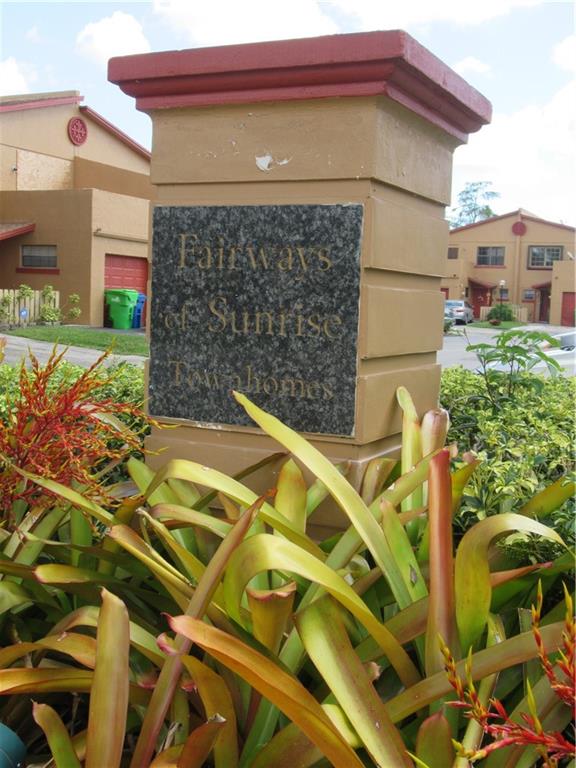 Fairways
of Sunrise
Townhomes